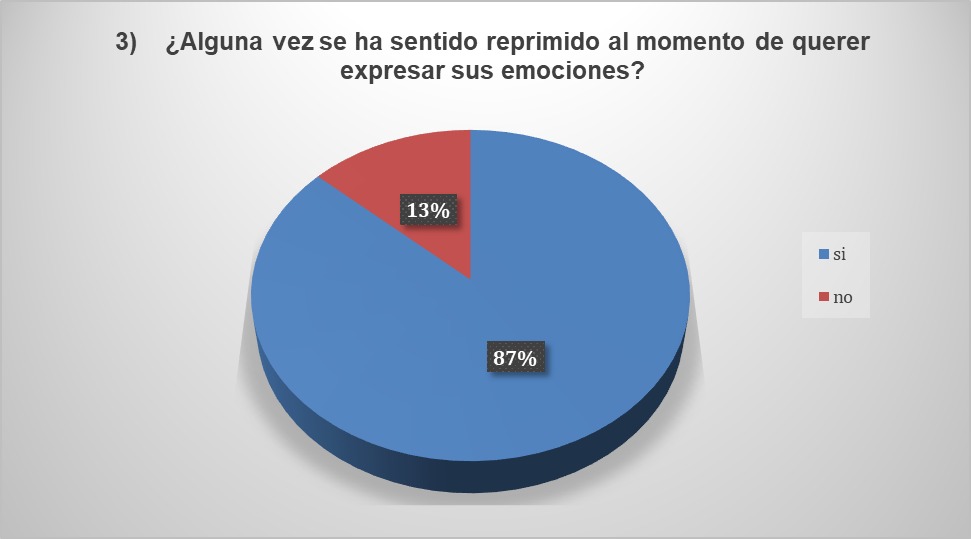 3) ¿Alguna vez se ha sentido reprimido al momento de querer
expresar sus emociones?
13%
87%
si
no